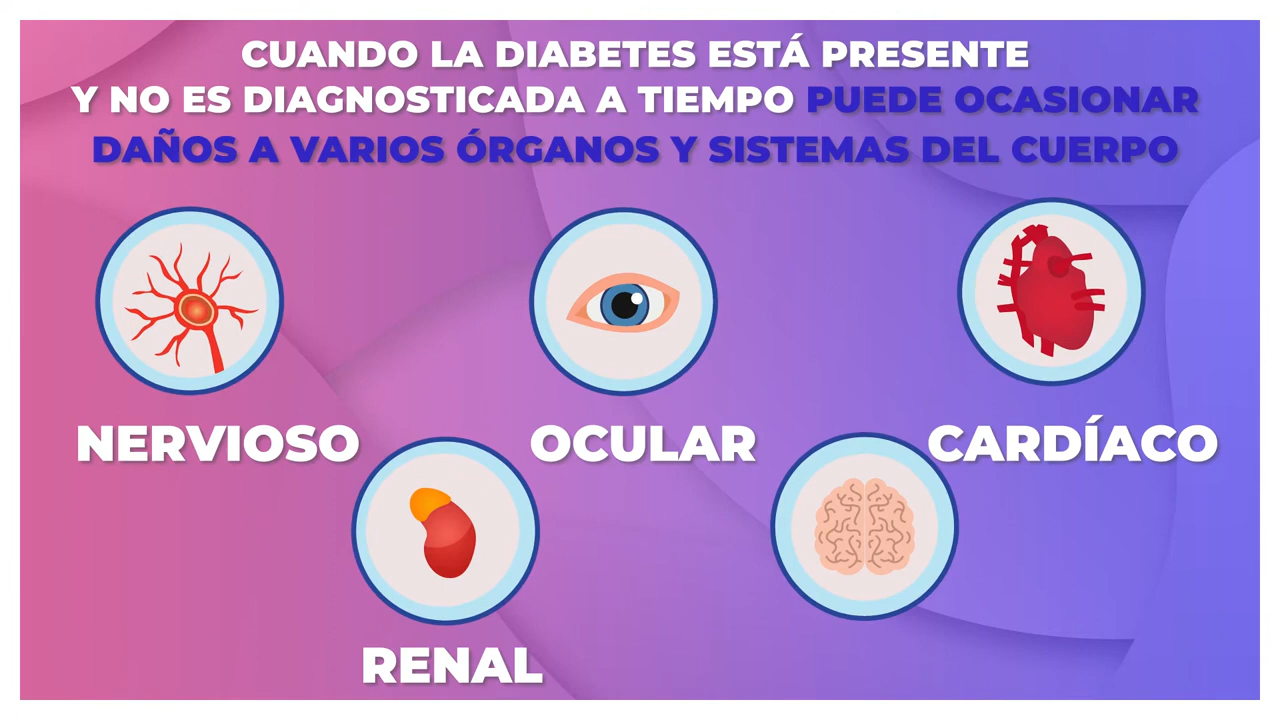 CUANDO LA DIABETES ESTÁ PRESENTE
Y NO ES DIAGNOSTICADA A TIEMPO PUEDE OCASIONAR
DAÑOS A VARIOS ÓRGANOS Y SISTEMAS DEL CUERPO
NERVIOSO
OCULAR
CARDÍACO
RENAL